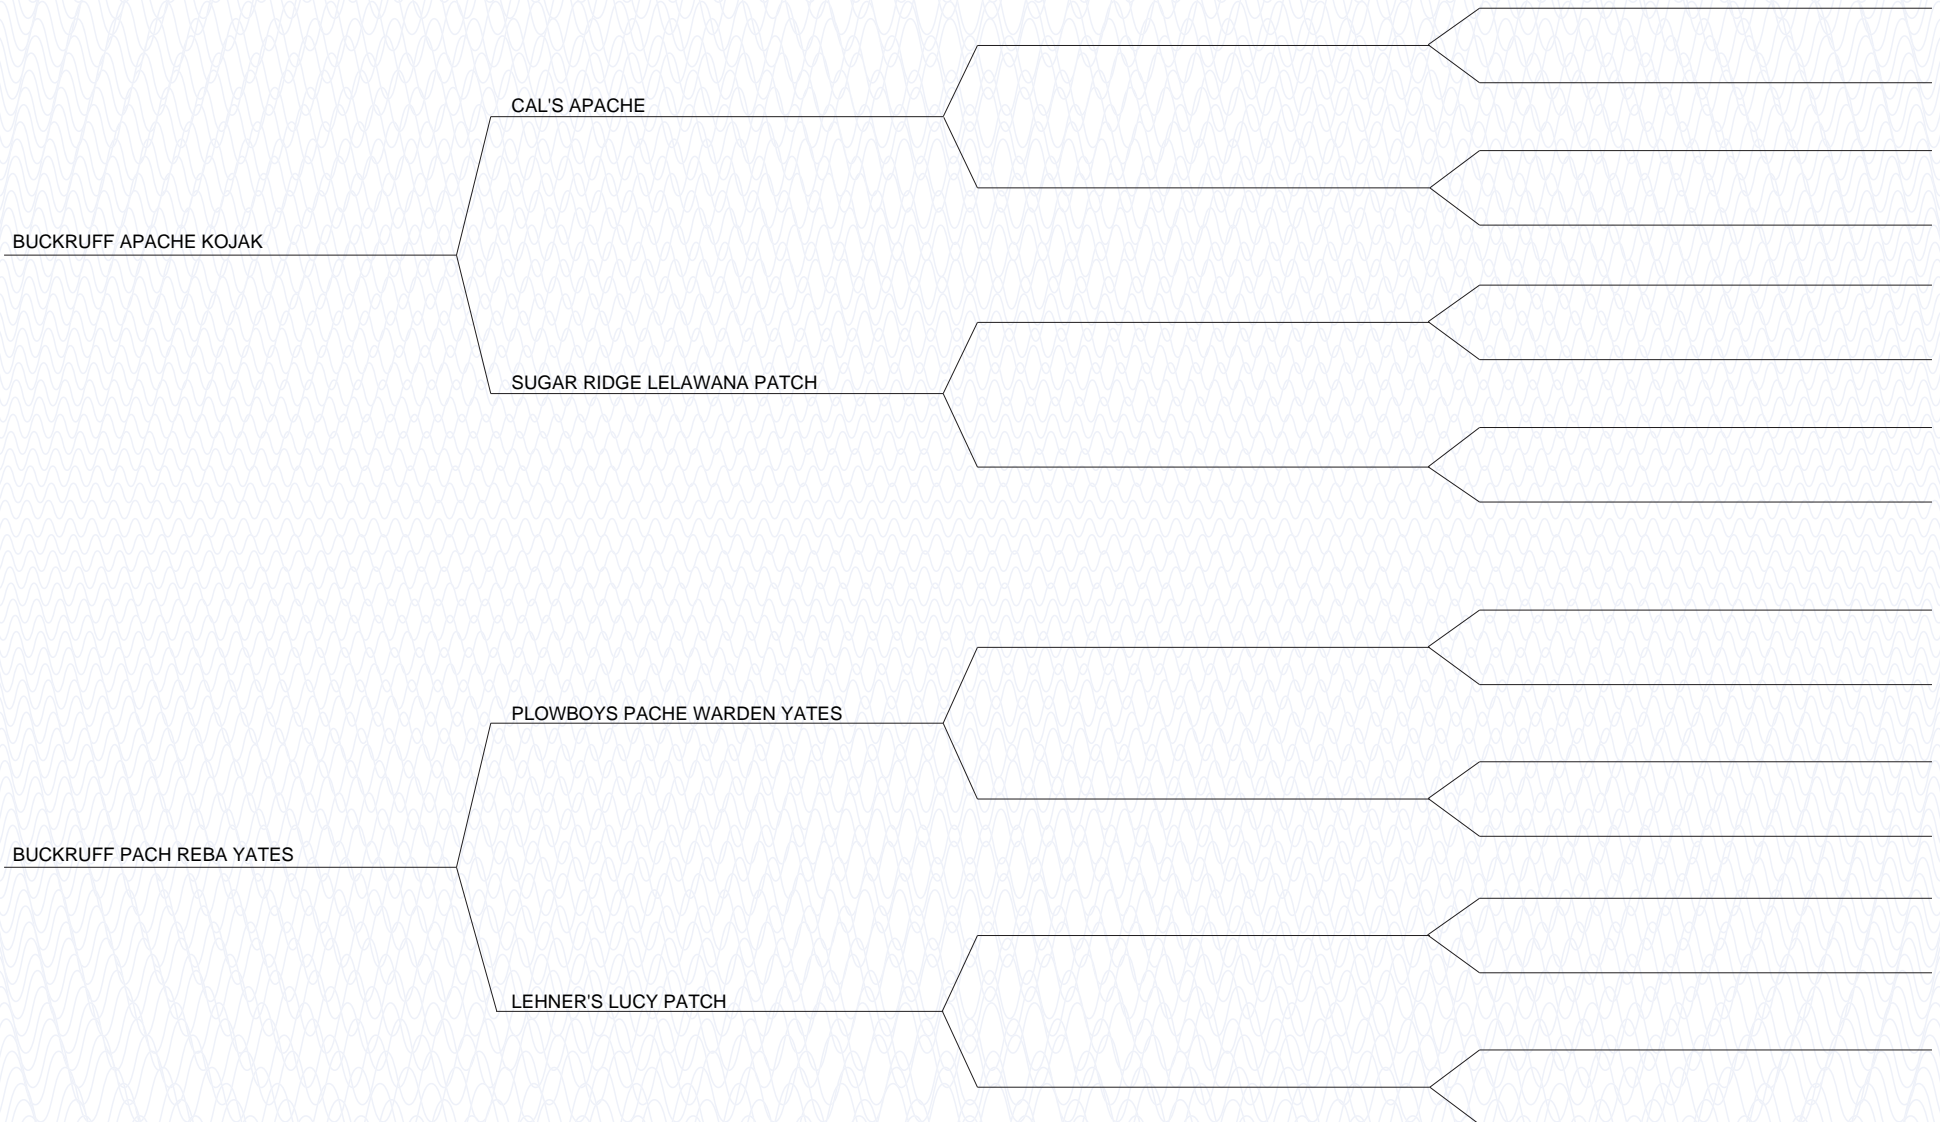 CAL'S APACHE
BUCKRUFF APACHE KOJAK
SUGAR RIDGE LELAWANA PATCH
PLOWBOYS PACHE WARDEN YATES
BUCKRUFF PACH REBA YATES
LEHNER'S LUCY PATCH